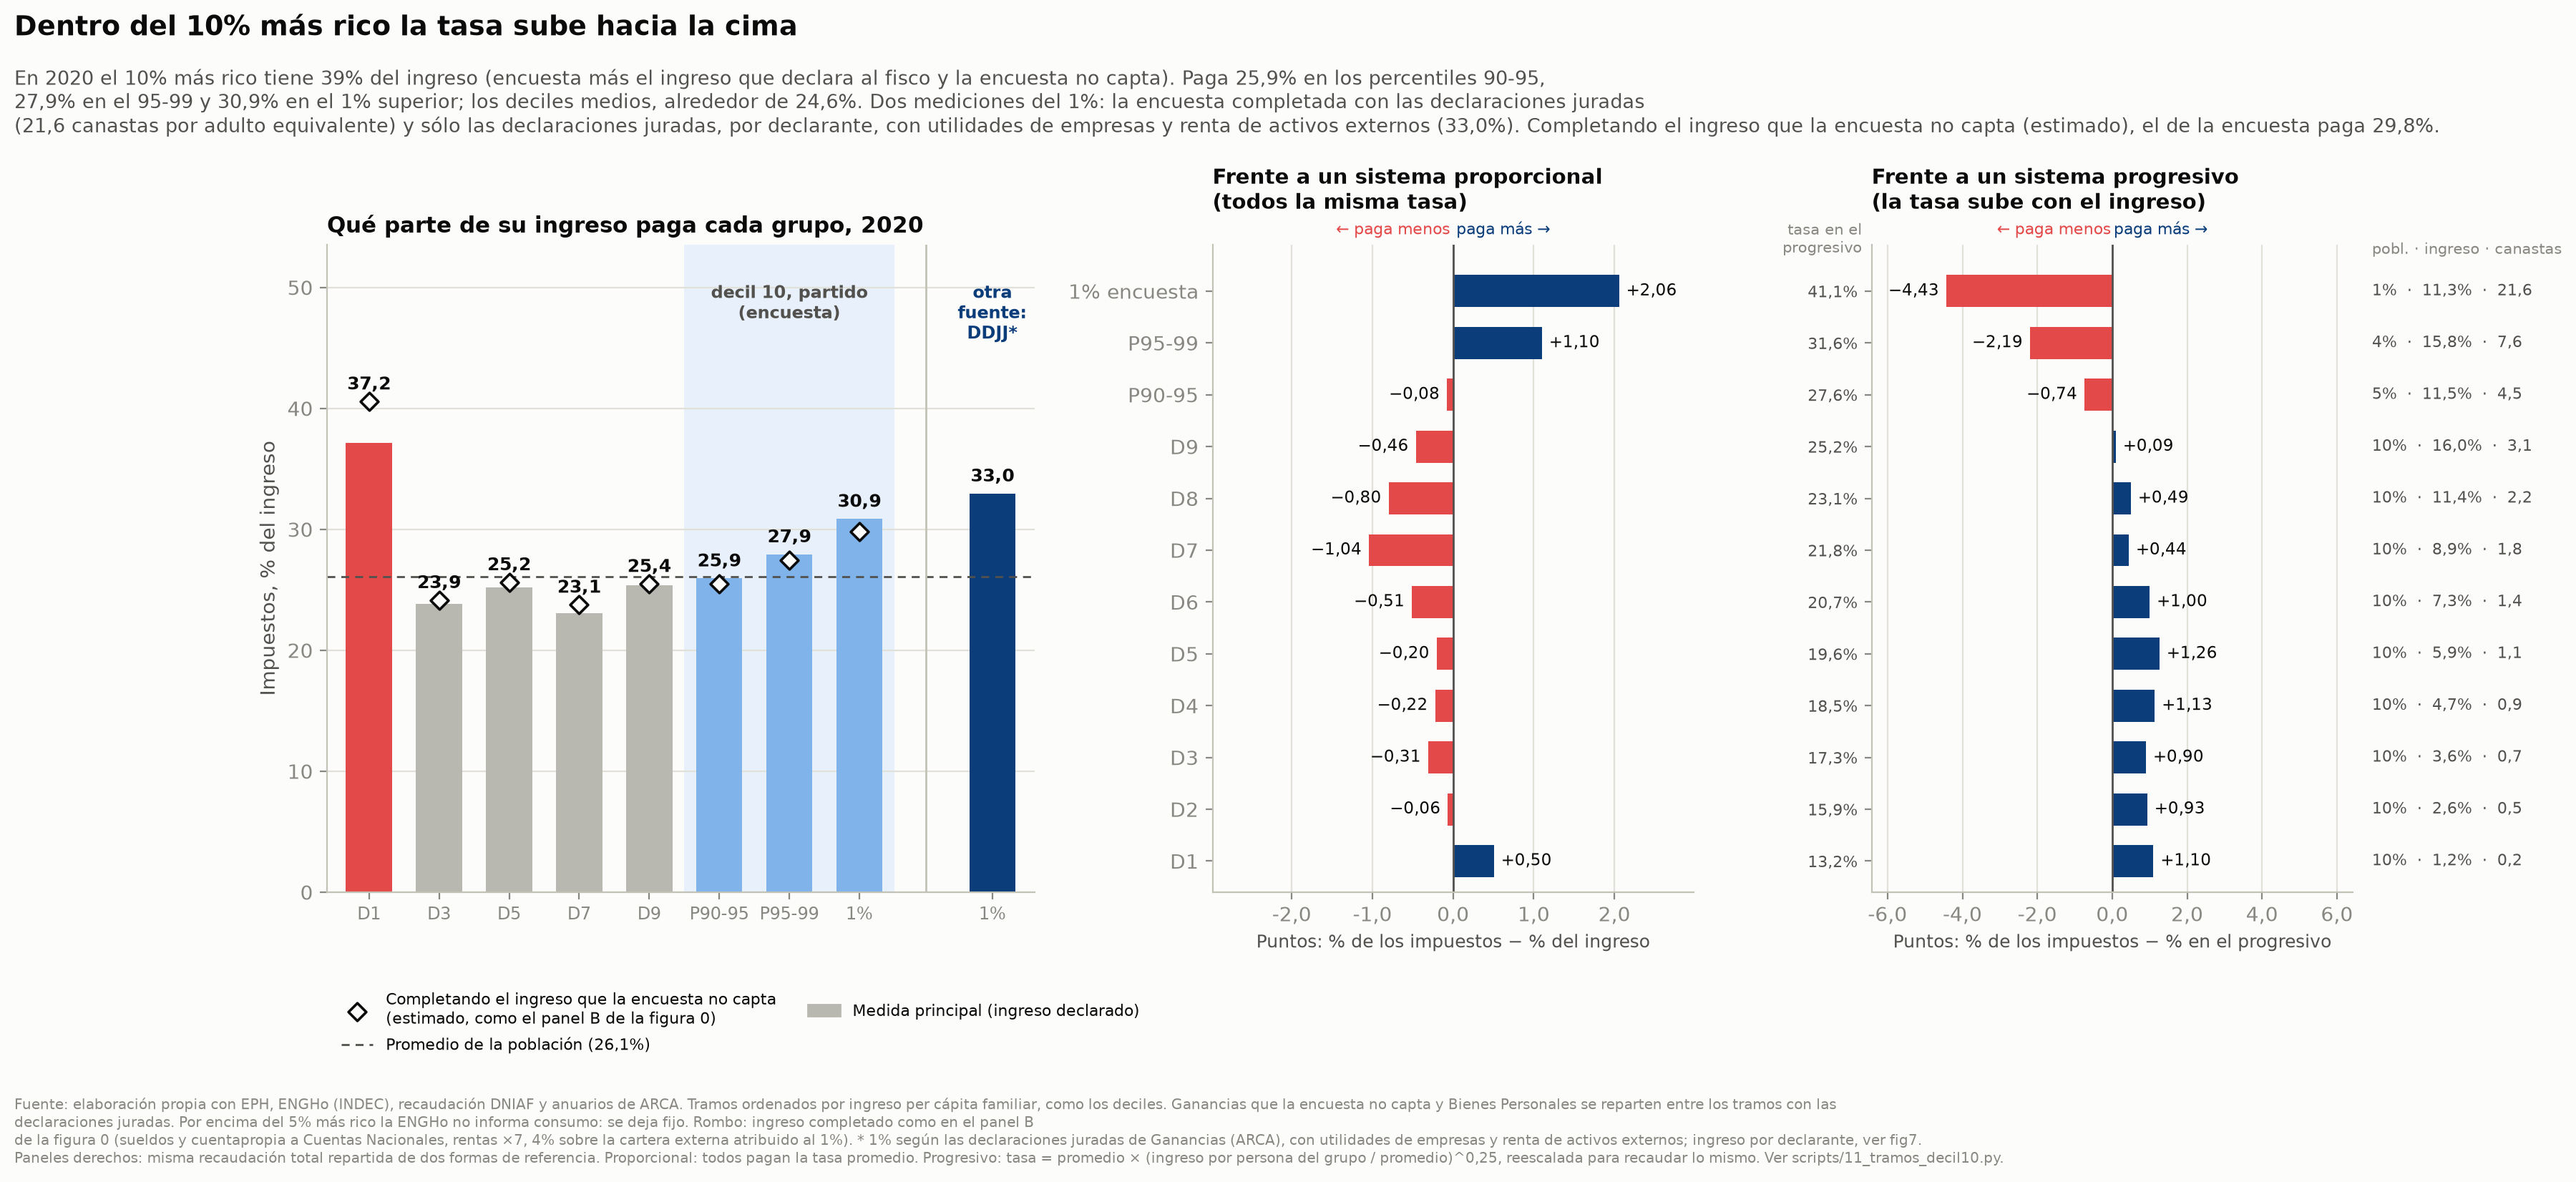 Dentro del 10% más rico la tasa sube hacia la cima
En 2020 el 10% más rico tiene 39% del ingreso (encuesta más el ingreso que declara al fisco y la encuesta no capta). Paga 25,9% en los percentiles 90-95,
27,9% en el 95-99 y 30,9% en el 1% superior; los deciles medios, alrededor de 24,6%. Dos mediciones del 1%: la encuesta completada con las declaraciones juradas
(21,6 canastas por adulto equivalente) y sólo las declaraciones juradas, por declarante, con utilidades de empresas y renta de activos externos (33,0%). Completando el ingreso que la encuesta no capta (estimado), el de la encuesta paga 29,8%.
Qué parte de su ingreso paga cada grupo, 2020
Impuestos, % del ingreso
50
40
30
20
10
0
decil 10, partido
(encuesta)
otra
fuente:
DDJJ*
37,2
23,9
25,2
23,1
25,4
25,9
27,9
30,9
33,0
D1
D3
D5
D7
D9
P90-95
P95-99
1%
1%
Completando el ingreso que la encuesta no capta
(estimado, como el panel B de la figura 0)
Promedio de la población (26,1%)
Medida principal (ingreso declarado)
Frente a un sistema proporcional
(todos la misma tasa)
← paga menos paga más →
1% encuesta +2,06
P95-99 +1,10
P90-95 −0,08
D9 −0,46
D8 −0,80
D7 −1,04
D6 −0,51
D5 −0,20
D4 −0,22
D3 −0,31
D2 −0,06
D1 +0,50
-2,0 -1,0 0,0 1,0 2,0
Puntos: % de los impuestos − % del ingreso
Frente a un sistema progresivo
(la tasa sube con el ingreso)
← paga menos paga más →
tasa en el
progresivo
pobl. · ingreso · canastas
41,1% −4,43 1% · 11,3% · 21,6
31,6% −2,19 4% · 15,8% · 7,6
27,6% −0,74 5% · 11,5% · 4,5
25,2% +0,09 10% · 16,0% · 3,1
23,1% +0,49 10% · 11,4% · 2,2
21,8% +0,44 10% · 8,9% · 1,8
20,7% +1,00 10% · 7,3% · 1,4
19,6% +1,26 10% · 5,9% · 1,1
18,5% +1,13 10% · 4,7% · 0,9
17,3% +0,90 10% · 3,6% · 0,7
15,9% +0,93 10% · 2,6% · 0,5
13,2% +1,10 10% · 1,2% · 0,2
-6,0 -4,0 -2,0 0,0 2,0 4,0 6,0
Puntos: % de los impuestos − % en el progresivo
Fuente: elaboración propia con EPH, ENGHo (INDEC), recaudación DNIAF y anuarios de ARCA. Tramos ordenados por ingreso per cápita familiar, como los deciles. Ganancias que la encuesta no capta y Bienes Personales se reparten entre los tramos con las
declaraciones juradas. Por encima del 5% más rico la ENGHo no informa consumo: se deja fijo. Rombo: ingreso completado como en el panel B
de la figura 0 (sueldos y cuentapropia a Cuentas Nacionales, rentas ×7, 4% sobre la cartera externa atribuido al 1%). * 1% según las declaraciones juradas de Ganancias (ARCA), con utilidades de empresas y renta de activos externos; ingreso por declarante, ver fig7.
Paneles derechos: misma recaudación total repartida de dos formas de referencia. Proporcional: todos pagan la tasa promedio. Progresivo: tasa = promedio × (ingreso por persona del grupo / promedio)^0,25, reescalada para recaudar lo mismo. Ver scripts/11_tramos_decil10.py.